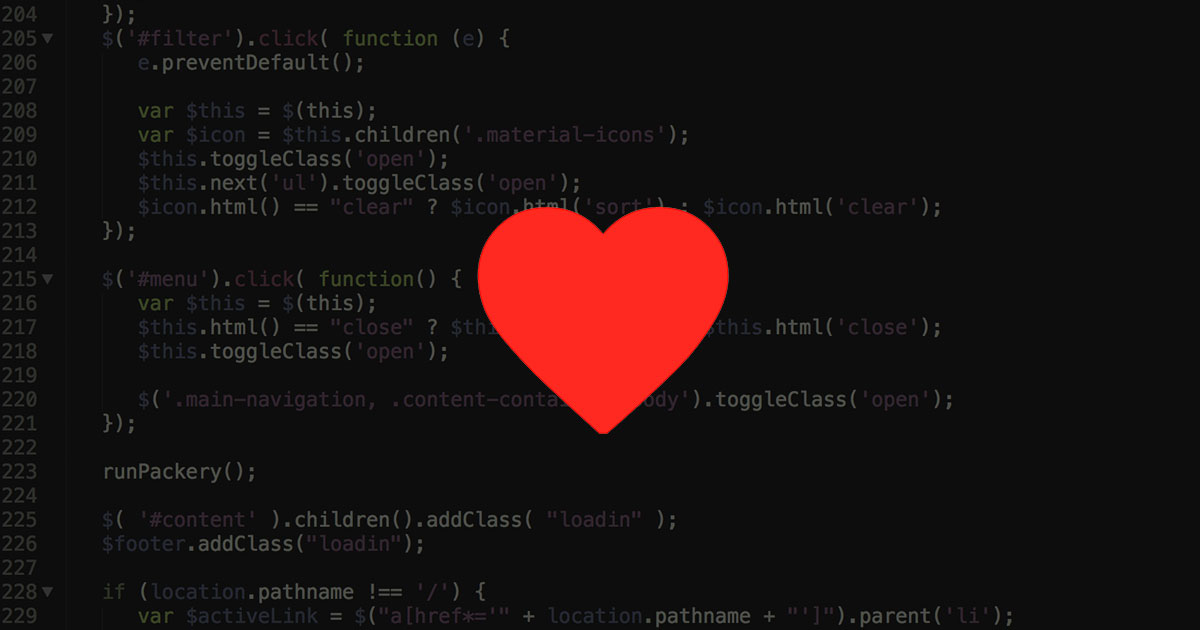 204 });
205 $('#filter').click( function (e) {
206 e.preventDefault();
207
208 var $this = $(this);
209 var $icon = $this.children('.material-icons');
210 $this.toggleClass('open');
211 $this.next('ul').toggleClass('open');
212 $icon.html() == "clear" ? $icon.html('sort') : $icon.html('clear');
213 });
214
215 $('#menu').click( function() {
216 var $this = $(this);
217 $this.html() == "close" ? $this.html('close');
218 $this.toggleClass('open');
219
220 $('.main-navigation, .content-conta ody').toggleClass('open');
221 });
222
223 runPackery();
224
225 $( '#content' ).children().addClass( "loadin" );
226 $footer.addClass("loadin");
227
228 if (location.pathname !== '/') {
229 var $activeLink = $("a[href*='" + location.pathname + "']").parent('li');